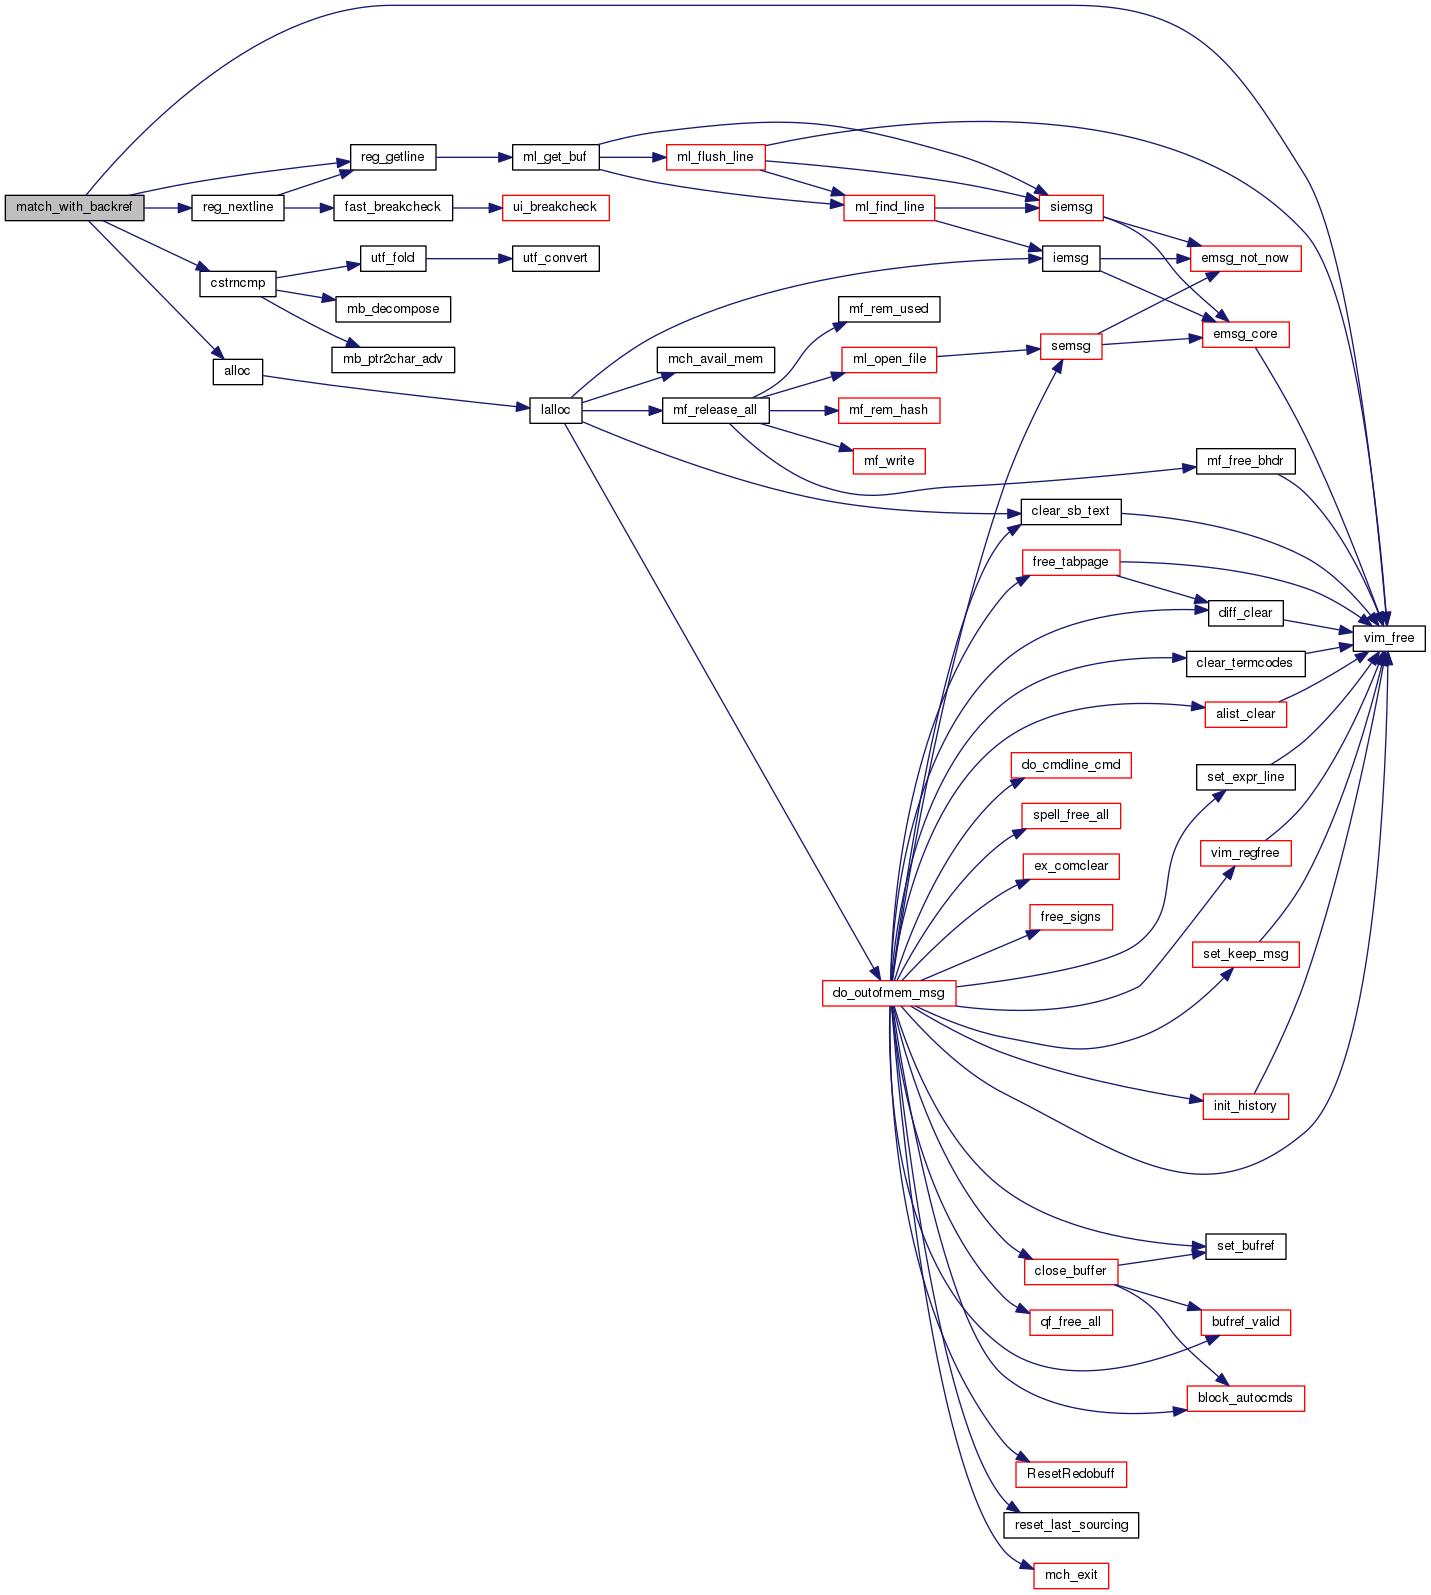 match_with_backref
reg_getline
reg_nextline
cstrncmp
alloc
fast_breakcheck
utf_fold
mb_decompose
mb_ptr2char_adv
ml_get_buf
ui_breakcheck
utf_convert
lalloc
ml_flush_line
mch_avail_mem
mf_release_all
ml_find_line
mf_rem_used
ml_open_file
mf_rem_hash
mf_write
do_outofmem_msg
siemsg
iemsg
semsg
clear_sb_text
free_tabpage
do_cmdline_cmd
spell_free_all
ex_comclear
free_signs
close_buffer
qf_free_all
ResetRedobuff
reset_last_sourcing
mch_exit
emsg_not_now
emsg_core
mf_free_bhdr
diff_clear
clear_termcodes
alist_clear
set_expr_line
vim_regfree
set_keep_msg
init_history
set_bufref
bufref_valid
block_autocmds
vim_free